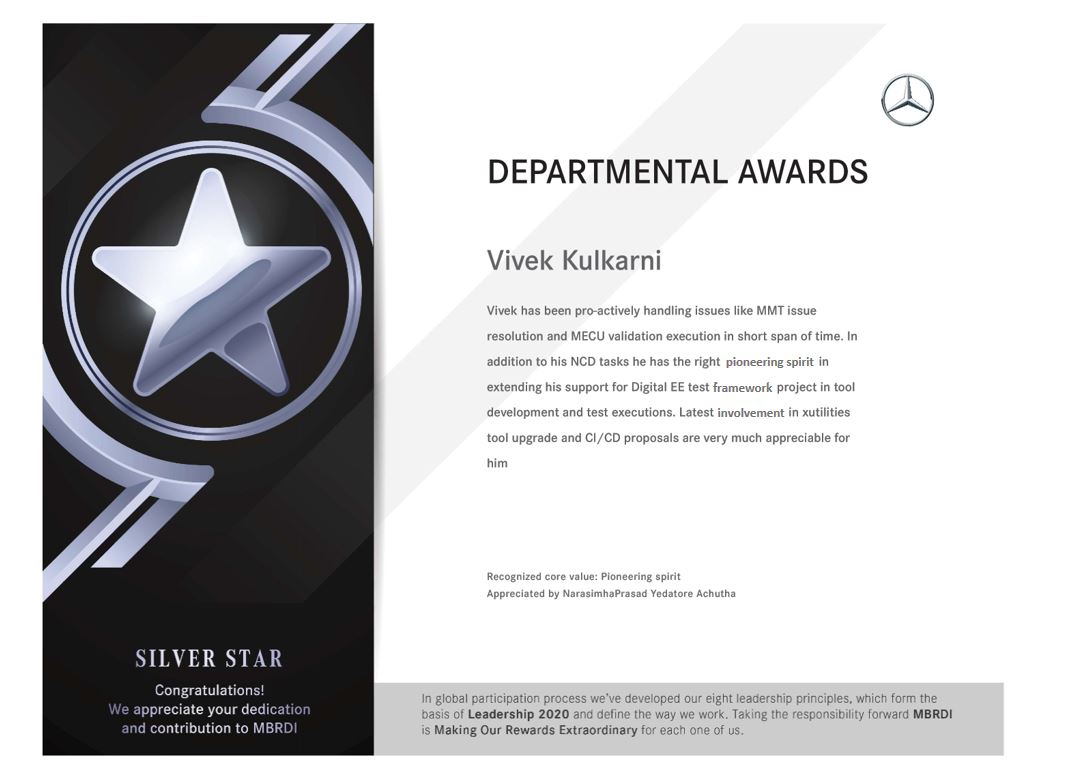 DEPARTMENTAL AWARDS
Vivek Kulkarni
Vivek has been pro-actively handling issues like MMT issue
resolution and MECU validation execution in short span of time. In
addition to his NCD tasks he has the right pioneering spirit in
extending his support for Digital EE test framework project in tool
development and test executions. Latest involvement in xutilities
tool upgrade and CI/CD proposals are very much appreciable for
him
Recognized core value: Pioneering spirit
Appreciated by NarasimhaPrasad Yedatore Achutha
SILVER STAR
Congratulations!
We appreciate your dedication
and contribution to MBRDI
In global participation process we've developed our eight leadership principles, which form the
basis of Leadership 2020 and define the way we work. Taking the responsibility forward MBRDI
is Making Our Rewards Extraordinary for each one of us.